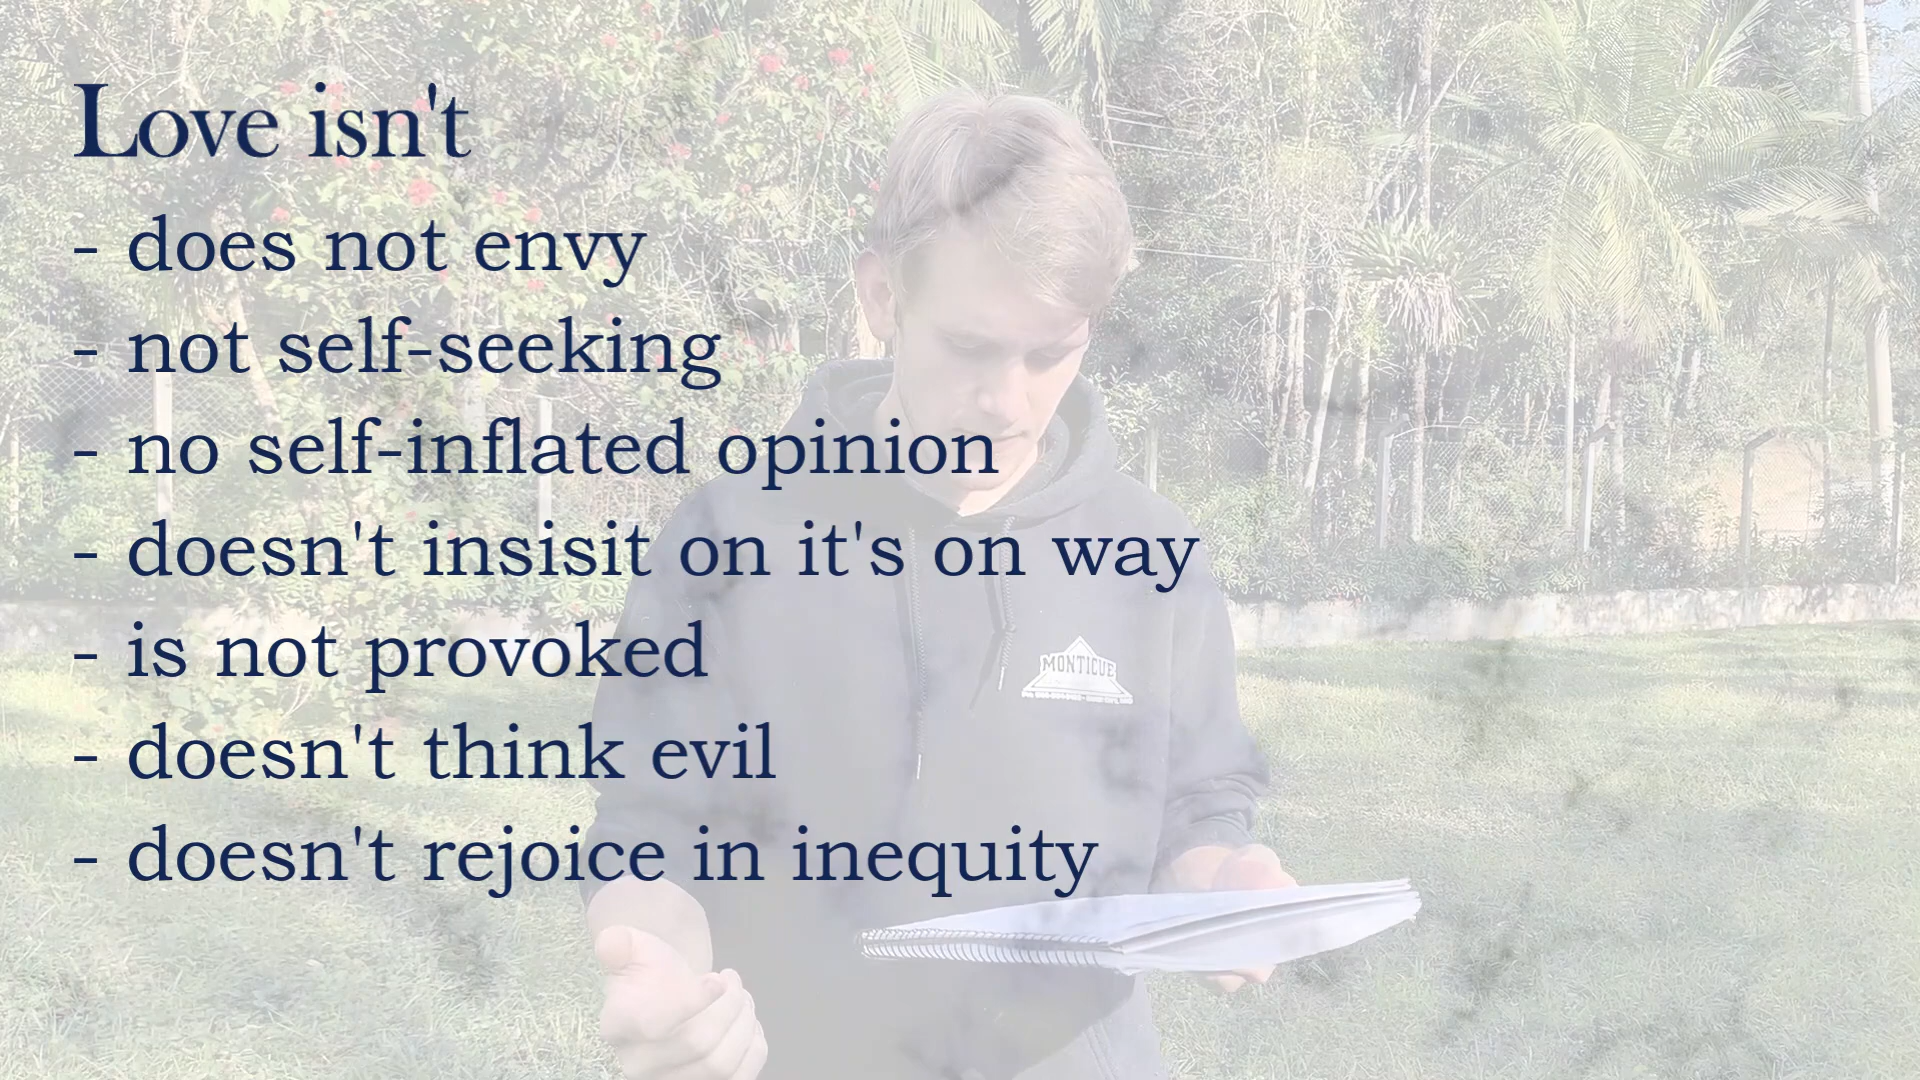 Love isn't
- does not envy
- not self-seeking
- no self-inflated opinion
- doesn't insisit on it's on way
- is not provoked
- doesn't think evil
- doesn't rejoice in inequity
MONTICUE